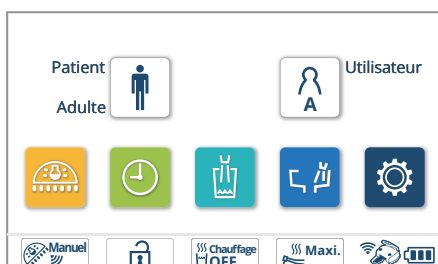 Patient
Utilisateur
Adulte
A
Manuel
Chauffage
OFF
Maxi.